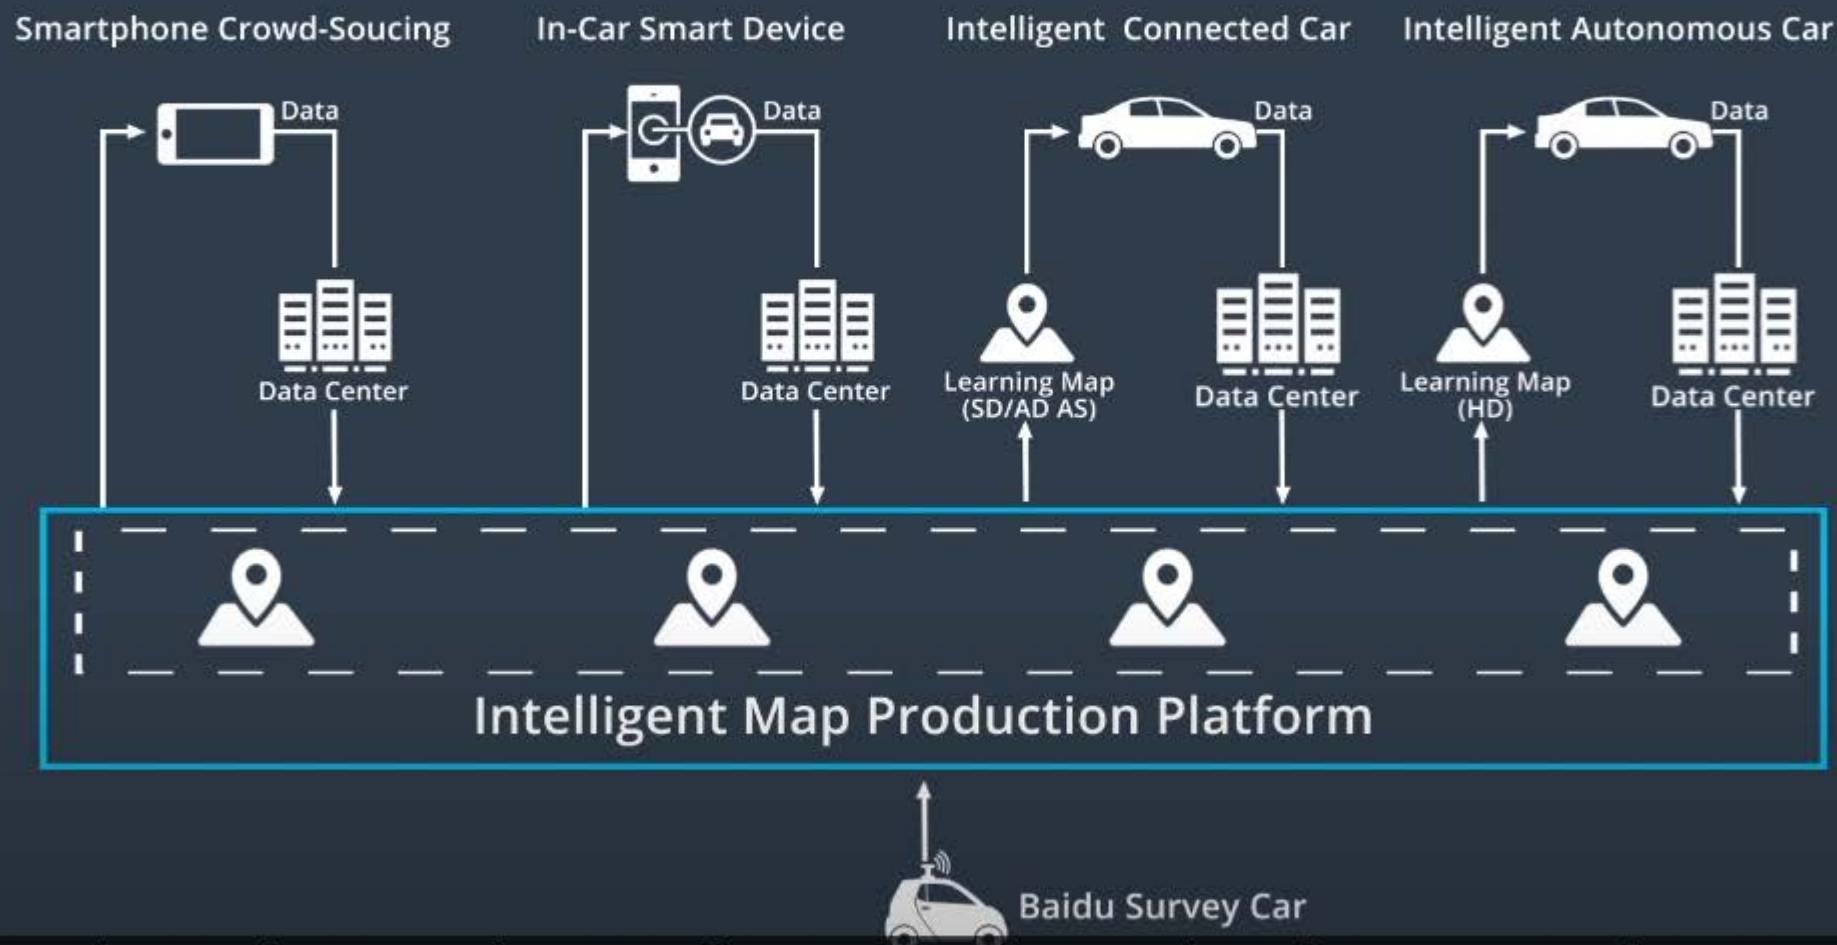 Smartphone Crowd-Soucing
In-Car Smart Device
Intelligent Connected Car
Intelligent Autonomous Car
Data
Data
Data
Data
Data Center
Data Center
Learning Map
(SD/AD AS)
Data Center
Learning Map
(HD)
Data Center
Intelligent Map Production Platform
Baidu Survey Car